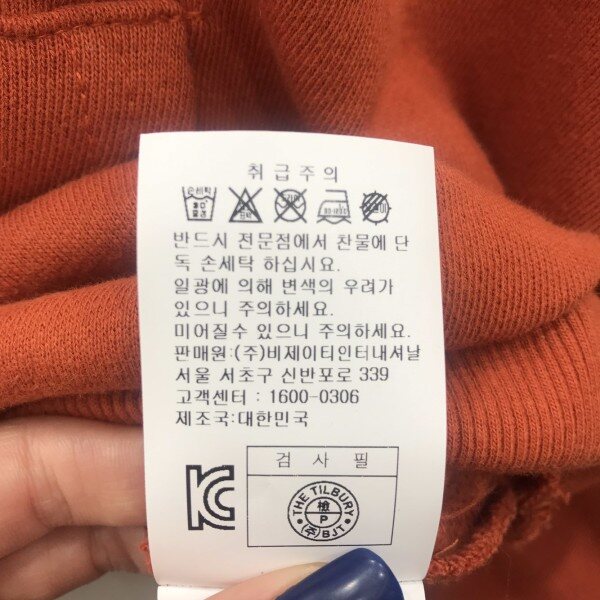 취급주의
손세탁
30
중성
80-120℃
반드시 전문점에서 찬물에 단
독 손세탁 하십시요.
일광에 의해 변색의 우려가
있으니 주의하세요.
미어질수 있으니 주의하세요.
판매원:(주)비제이티인터내셔날
서울 서초구 신반포로 339
고객센터 : 1600-0306
제조국:대한민국
검사필
THE TILBURY
檢
P
(주)BJT